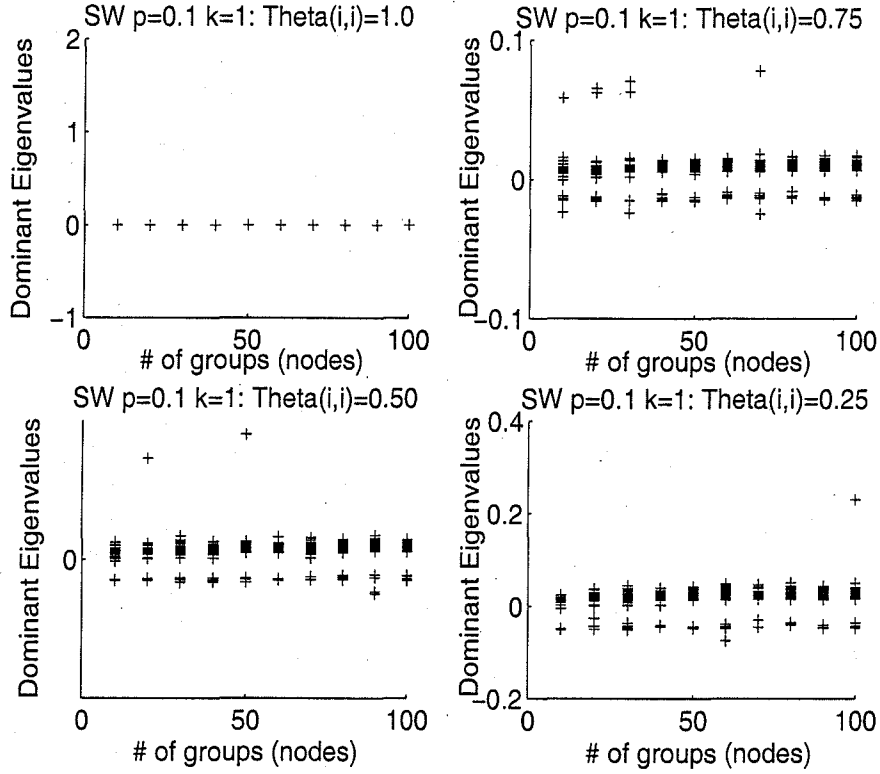 SW p=0.1 k=1: Theta(i,i)=1.0
2
1
0
−1
Dominant Eigenvalues
0
50
100
# of groups (nodes)
SW p=0.1 k=1: Theta(i,i)=0.75
0.1
0
−0.1
Dominant Eigenvalues
0
50
100
# of groups (nodes)
SW p=0.1 k=1: Theta(i,i)=0.50
0
Dominant Eigenvalues
0
50
100
# of groups (nodes)
SW p=0.1 k=1: Theta(i,i)=0.25
0.4
0.2
0
−0.2
Dominant Eigenvalues
0
50
100
# of groups (nodes)